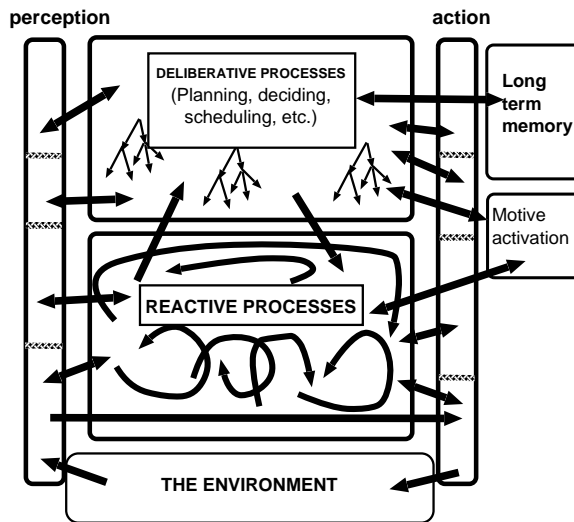 perception
action
DELIBERATIVE PROCESSES
(Planning, deciding,
scheduling, etc.)
Long
term
memory
Motive
activation
REACTIVE PROCESSES
THE ENVIRONMENT